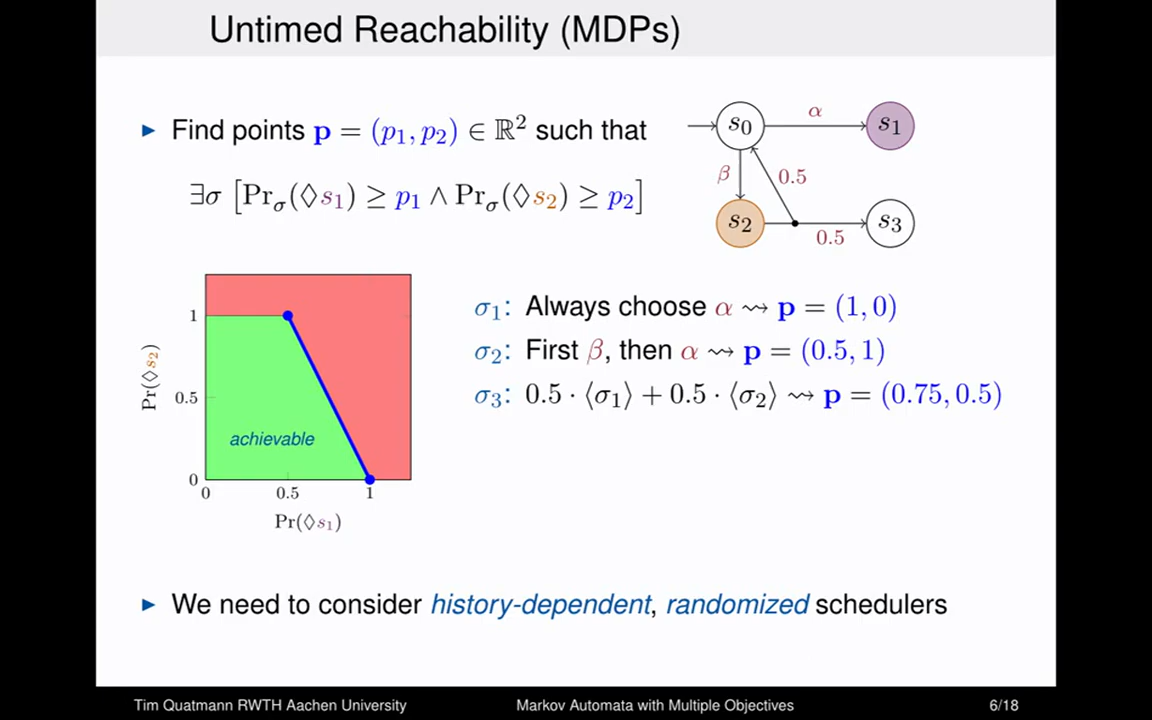 Untimed Reachability (MDPs)
► Find points p = (p₁, p₂) ∈ ℝ² such that
∃σ [Pr_σ(◊s₁) ≥ p₁ ∧ Pr_σ(◊s₂) ≥ p₂]
s₀
α
s₁
β
0.5
s₂
0.5
s₃
1
0.5
0
Pr(◊s₂)
achievable
0
0.5
1
Pr(◊s₁)
σ₁: Always choose α ⇝ p = (1, 0)
σ₂: First β, then α ⇝ p = (0.5, 1)
σ₃: 0.5 · ⟨σ₁⟩ + 0.5 · ⟨σ₂⟩ ⇝ p = (0.75, 0.5)
► We need to consider history-dependent, randomized schedulers
Tim Quatmann RWTH Aachen University
Markov Automata with Multiple Objectives
6/18